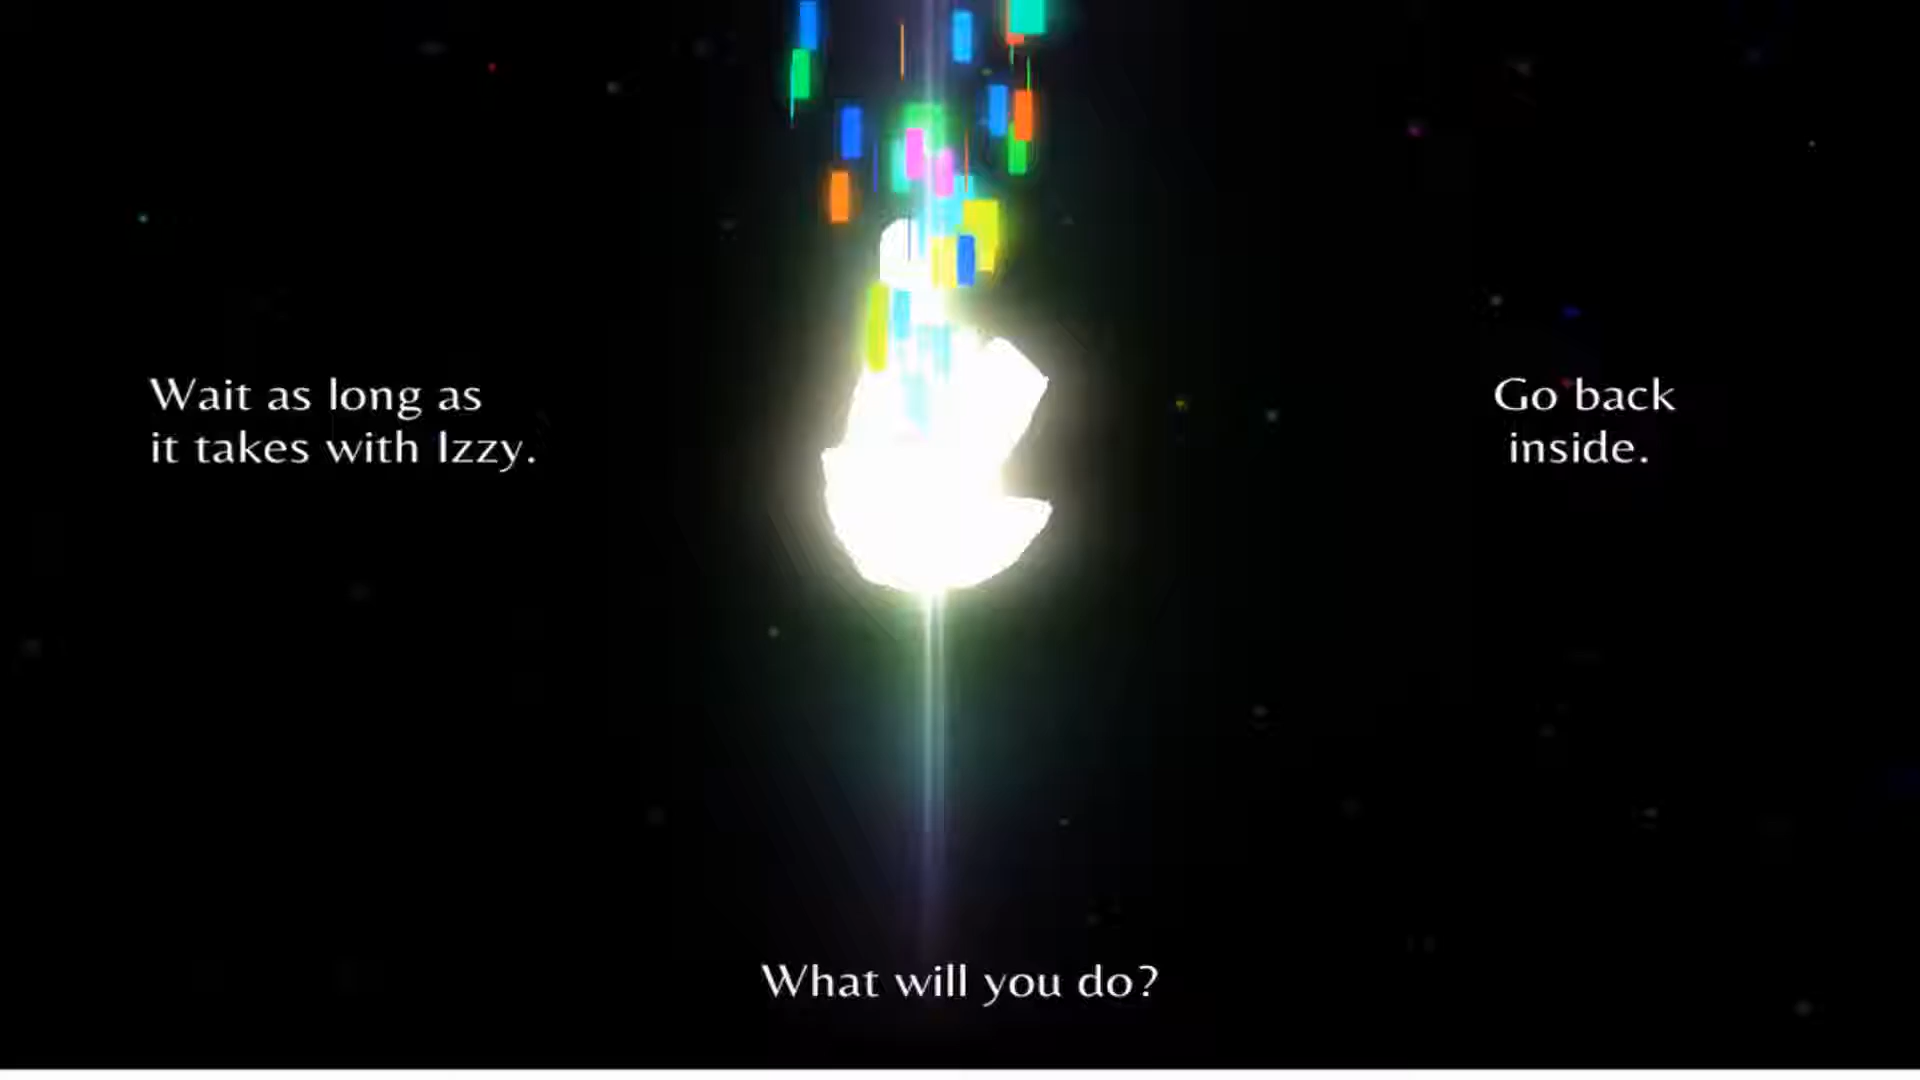 Wait as long as
it takes with Izzy.
Go back
inside.
What will you do?